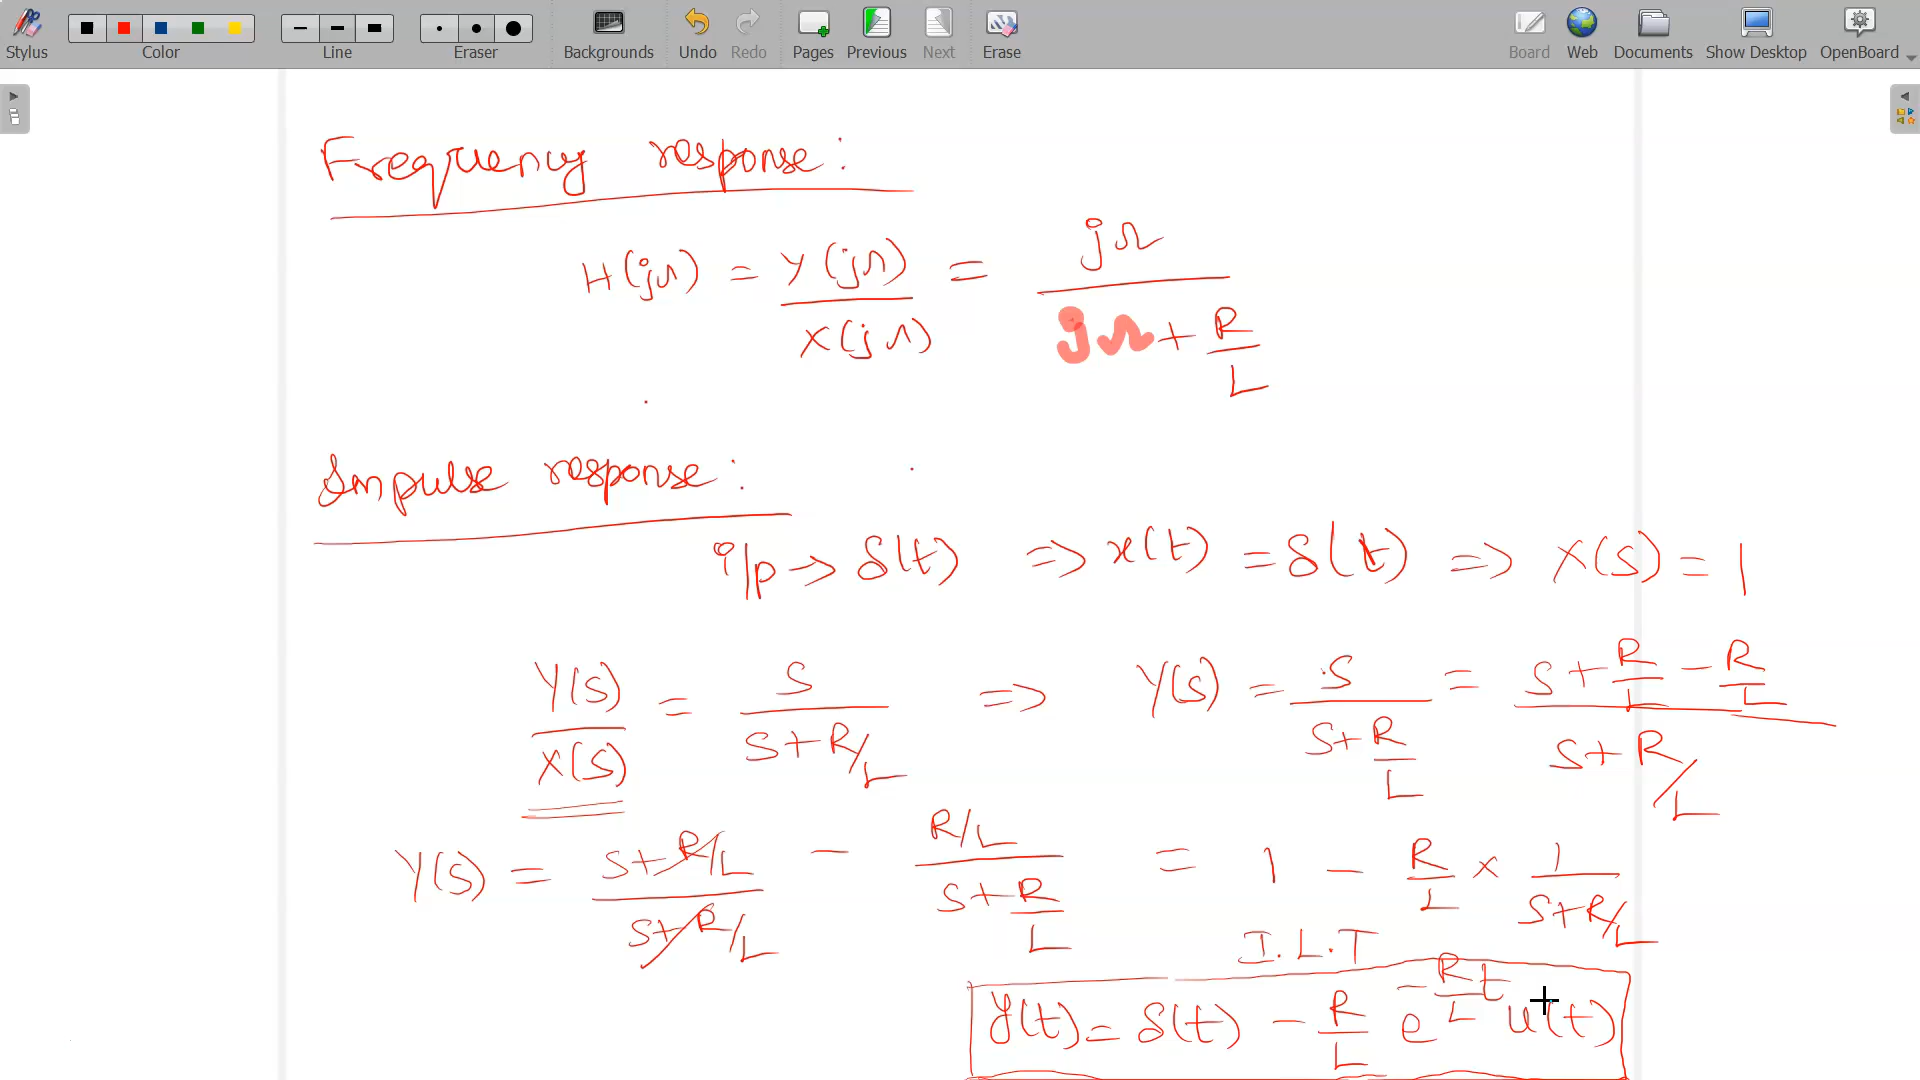 Stylus Color Line Eraser Backgrounds Undo Redo Pages Previous Next Erase Board Web Documents Show Desktop OpenBoard
Frequency response:
H(jΩ) = Y(jΩ) / X(jΩ) = jΩ / (jΩ + R/L)
Impulse response:
i/p → δ(t) => x(t) = δ(t) => X(s) = 1
Y(s)/X(s) = s / (s + R/L) => Y(s) = s / (s + R/L) = (s + R/L − R/L) / (s + R/L)
Y(s) = (s + R/L) / (s + R/L) − (R/L) / (s + R/L) = 1 − R/L × 1 / (s + R/L)
I.L.T
y(t) = δ(t) − R/L e^(−R/L t) u(t)